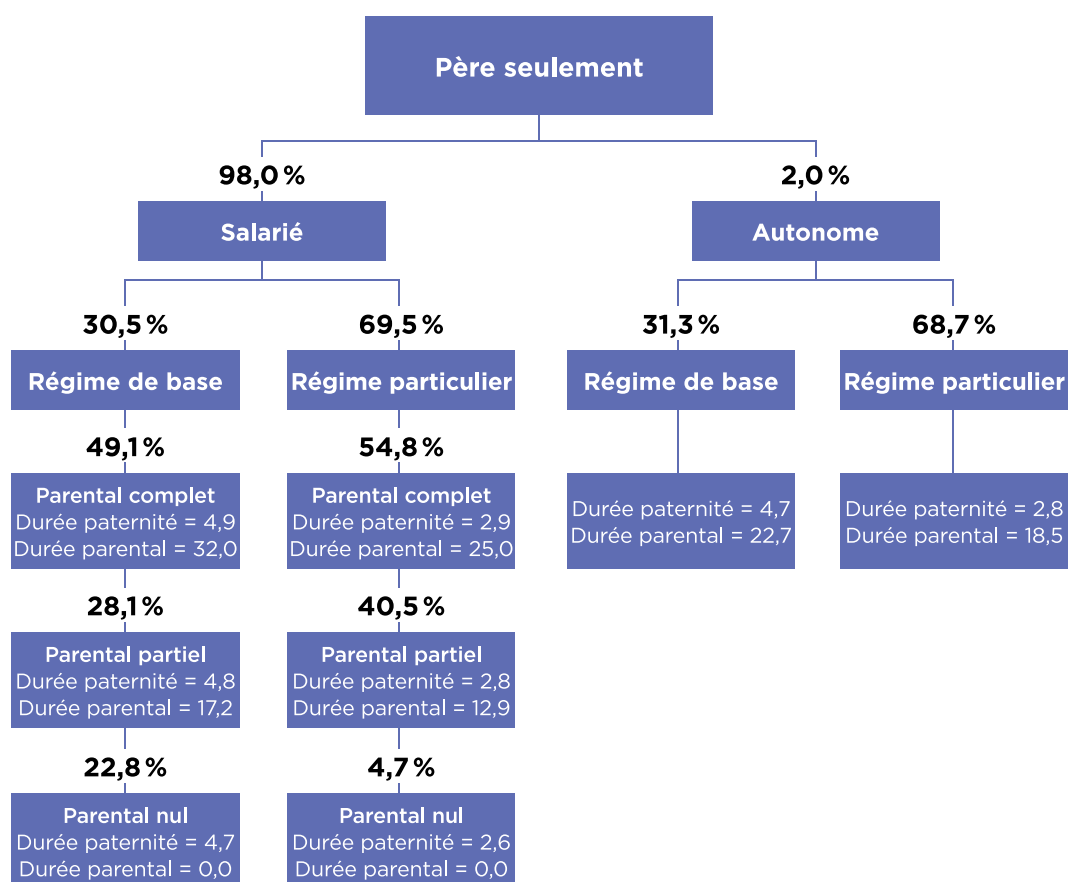 Père seulement
98,0 %
2,0 %
Salarié
Autonome
30,5 %
69,5 %
31,3 %
68,7 %
Régime de base
Régime particulier
Régime de base
Régime particulier
49,1 %
54,8 %
Parental complet
Durée paternité = 4,9
Durée parental = 32,0
Parental complet
Durée paternité = 2,9
Durée parental = 25,0
Durée paternité = 4,7
Durée parental = 22,7
Durée paternité = 2,8
Durée parental = 18,5
28,1 %
40,5 %
Parental partiel
Durée paternité = 4,8
Durée parental = 17,2
Parental partiel
Durée paternité = 2,8
Durée parental = 12,9
22,8 %
4,7 %
Parental nul
Durée paternité = 4,7
Durée parental = 0,0
Parental nul
Durée paternité = 2,6
Durée parental = 0,0